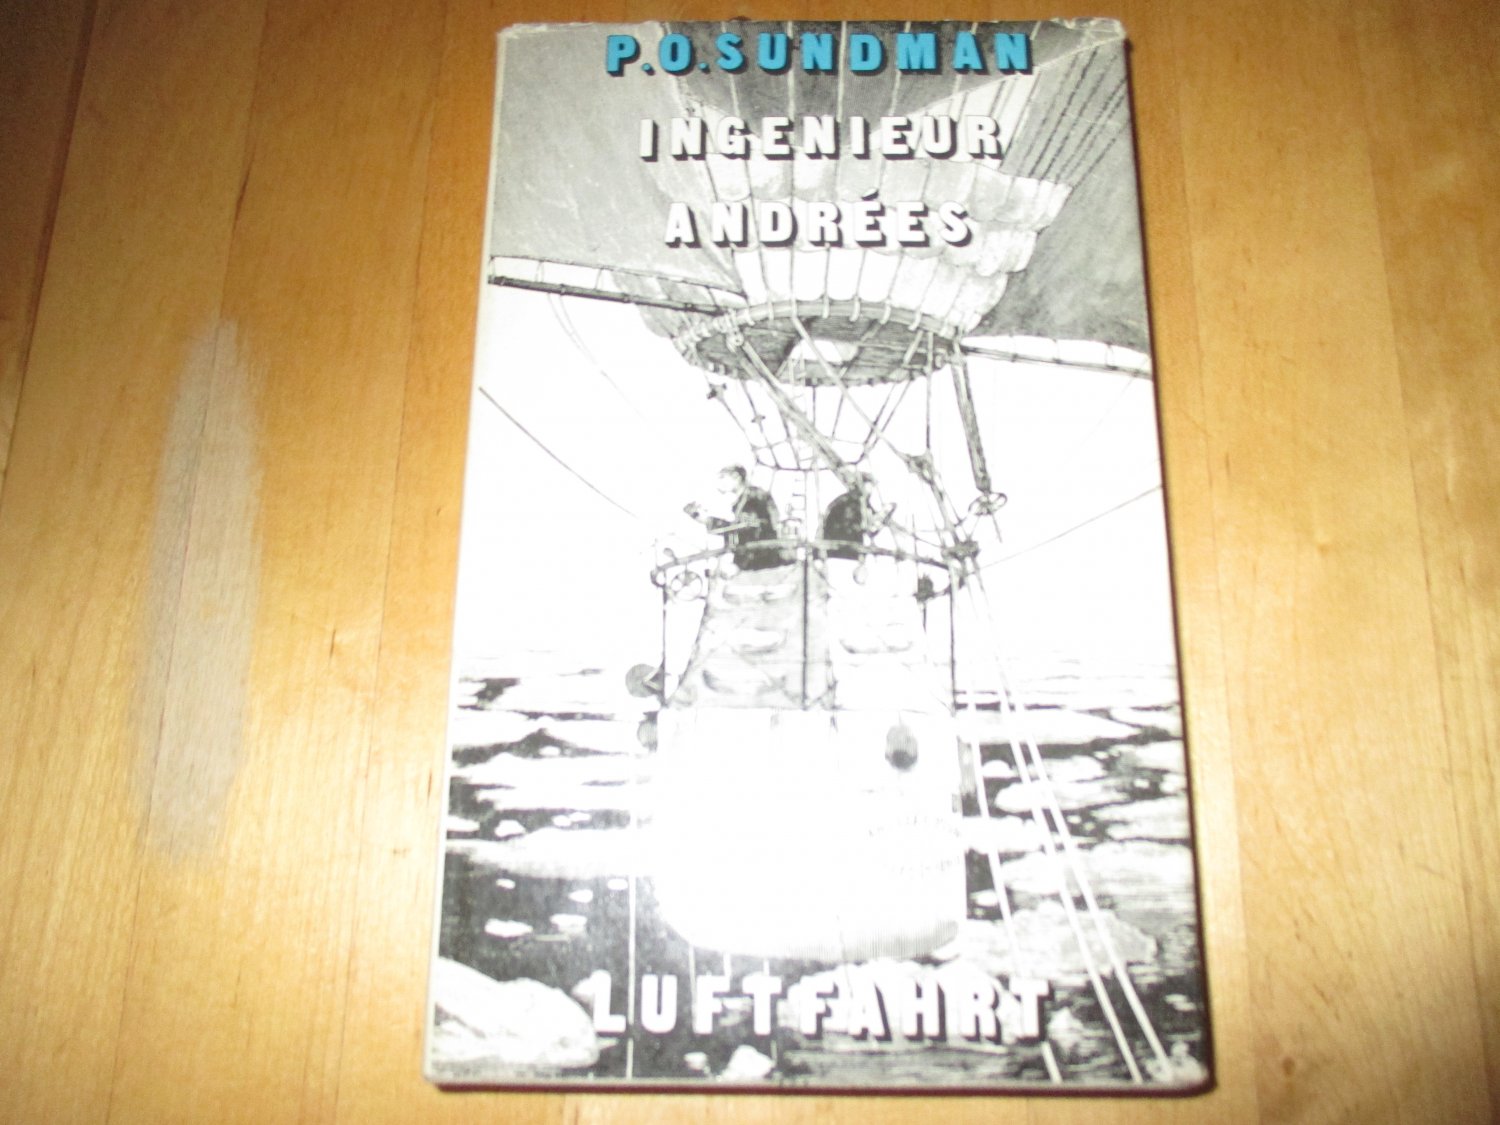 P.O.SUNDMAN
INGENIEUR
ANDRÉES
LUFTFAHRT